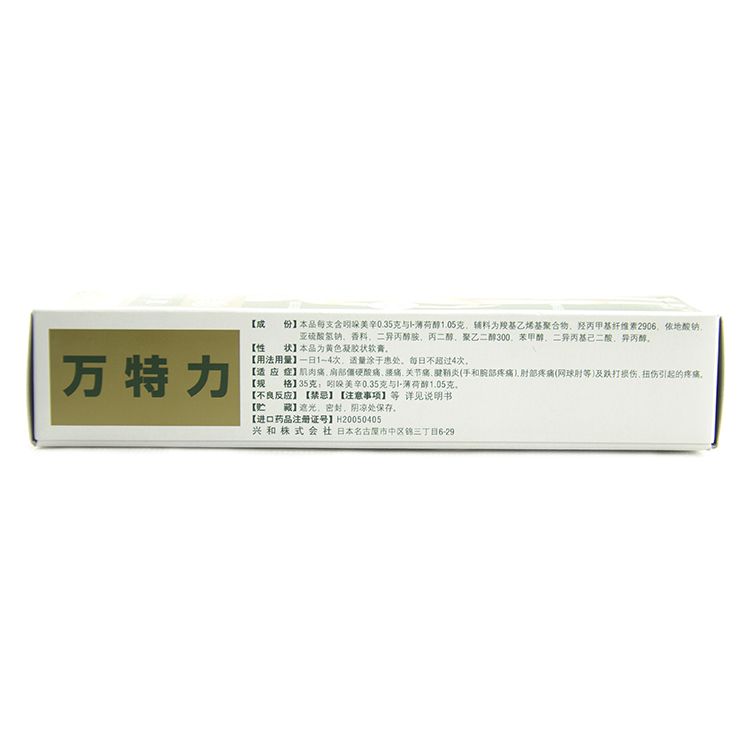 万特力
【成 份】本品每支含吲哚美辛0.35克与l-薄荷醇1.05克，辅料为羧基乙烯基聚合物、羟丙甲基纤维素2906、依地酸钠、
亚硫酸氢钠、香料、二异丙醇胺、丙二醇、聚乙二醇300、苯甲醇、二异丙基己二酸、异丙醇。
【性 状】本品为黄色凝胶状软膏。
【用法用量】一日1~4次，适量涂于患处。每日不超过4次。
【适 应 症】肌肉痛、肩部僵硬酸痛、腰痛、关节痛、腱鞘炎(手和腕部疼痛)、肘部疼痛(网球肘等)及跌打损伤、扭伤引起的疼痛。
【规 格】35克：吲哚美辛0.35克与l-薄荷醇1.05克。
【不良反应】【禁忌】【注意事项】等 详见说明书
【贮 藏】遮光，密封，阴凉处保存。
【进口药品注册证号】H20050405
兴和株式会社 日本名古屋市中区锦三丁目6-29